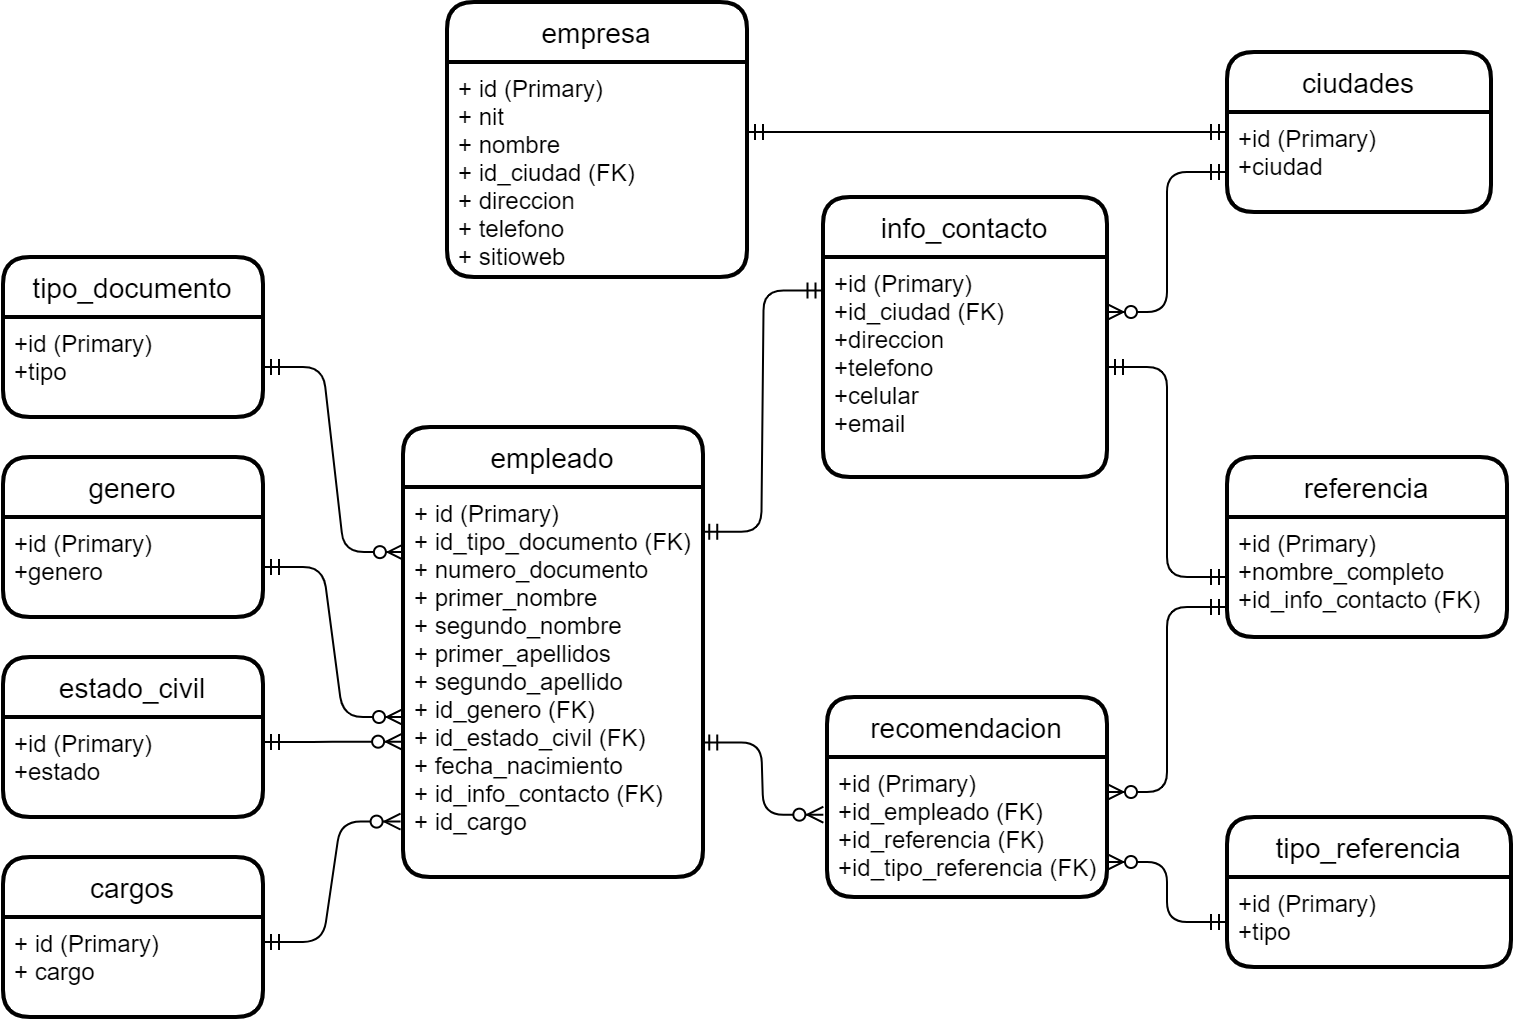 empresa
+ id (Primary)
+ nit
+ nombre
+ id_ciudad (FK)
+ direccion
+ telefono
+ sitioweb
ciudades
+id (Primary)
+ciudad
info_contacto
+id (Primary)
+id_ciudad (FK)
+direccion
+telefono
+celular
+email
tipo_documento
+id (Primary)
+tipo
genero
+id (Primary)
+genero
estado_civil
+id (Primary)
+estado
cargos
+ id (Primary)
+ cargo
empleado
+ id (Primary)
+ id_tipo_documento (FK)
+ numero_documento
+ primer_nombre
+ segundo_nombre
+ primer_apellidos
+ segundo_apellido
+ id_genero (FK)
+ id_estado_civil (FK)
+ fecha_nacimiento
+ id_info_contacto (FK)
+ id_cargo
referencia
+id (Primary)
+nombre_completo
+id_info_contacto (FK)
recomendacion
+id (Primary)
+id_empleado (FK)
+id_referencia (FK)
+id_tipo_referencia (FK)
tipo_referencia
+id (Primary)
+tipo